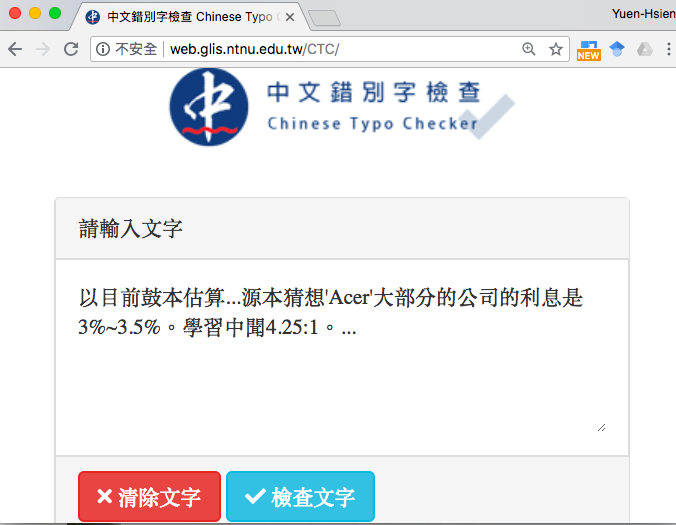 中文錯別字檢查 Chinese Typo C
Yuen-Hsien
不安全 web.glis.ntnu.edu.tw/CTC/
NEW
中
中文錯別字檢查
Chinese Typo Checker
請輸入文字
以目前鼓本估算...源本猜想'Acer'大部分的公司的利息是
3%~3.5%。學習中聞4.25:1。...
清除文字 檢查文字